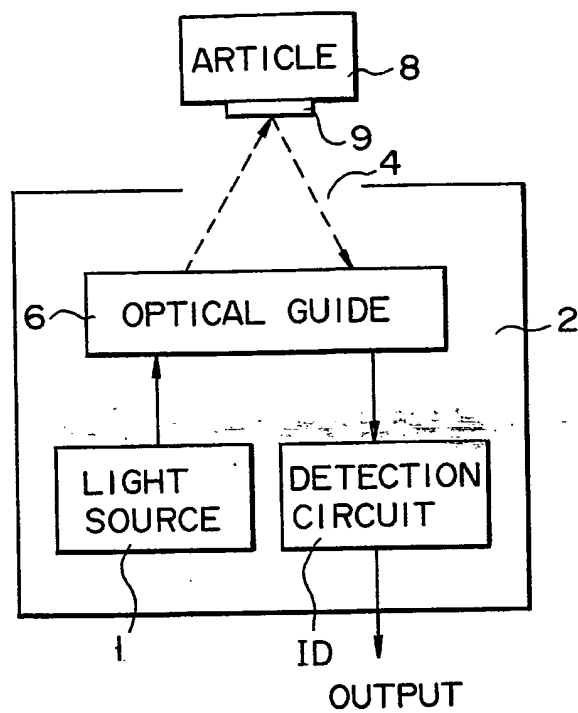 ARTICLE
8
9
4
6
OPTICAL GUIDE
2
LIGHT
SOURCE
DETECTION
CIRCUIT
1
ID
OUTPUT